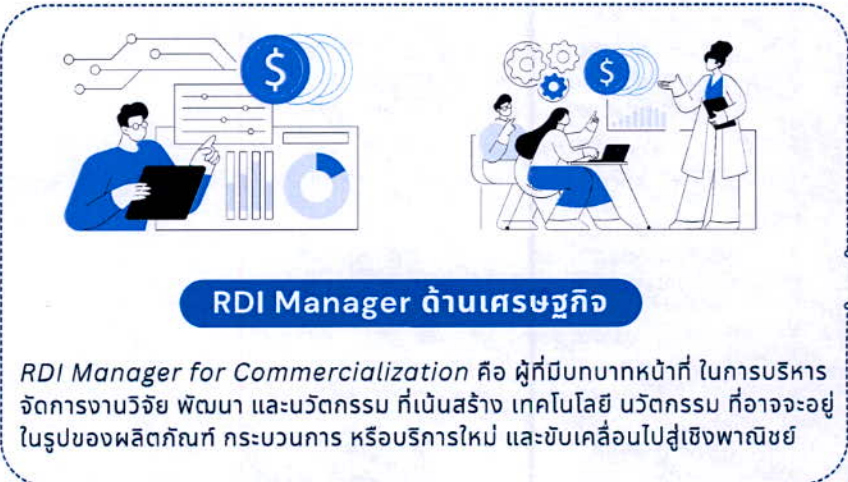 $
$
RDI Manager ด้านเศรษฐกิจ
RDI Manager for Commercialization คือ ผู้ที่มีบทบาทหน้าที่ ในการบริหาร
จัดการงานวิจัย พัฒนา และนวัตกรรม ที่เน้นสร้าง เทคโนโลยี นวัตกรรม ที่อาจจะอยู่
ในรูปของผลิตภัณฑ์ กระบวนการ หรือบริการใหม่ และขับเคลื่อนไปสู่เชิงพาณิชย์